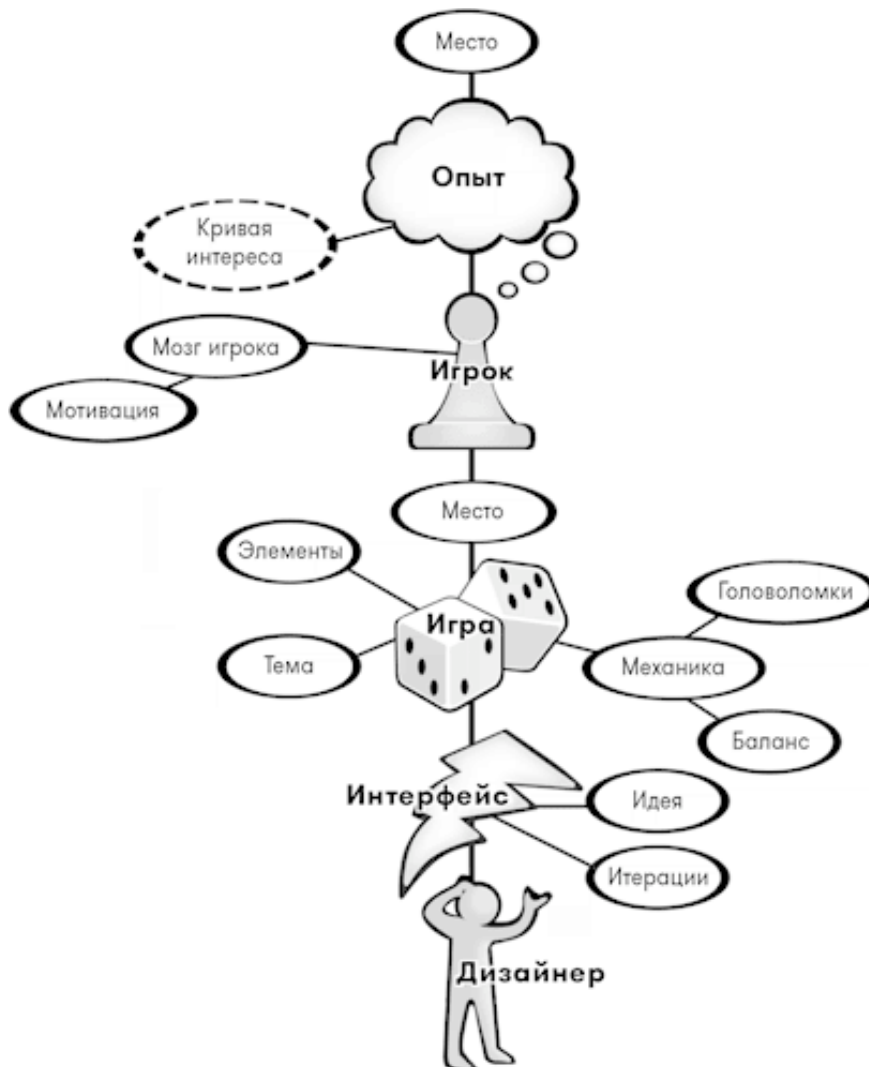 Место
Опыт
Кривая
интереса
Мозг игрока
Игрок
Мотивация
Место
Элементы
Головоломки
Игра
Тема
Механика
Баланс
Интерфейс
Идея
Итерации
Дизайнер